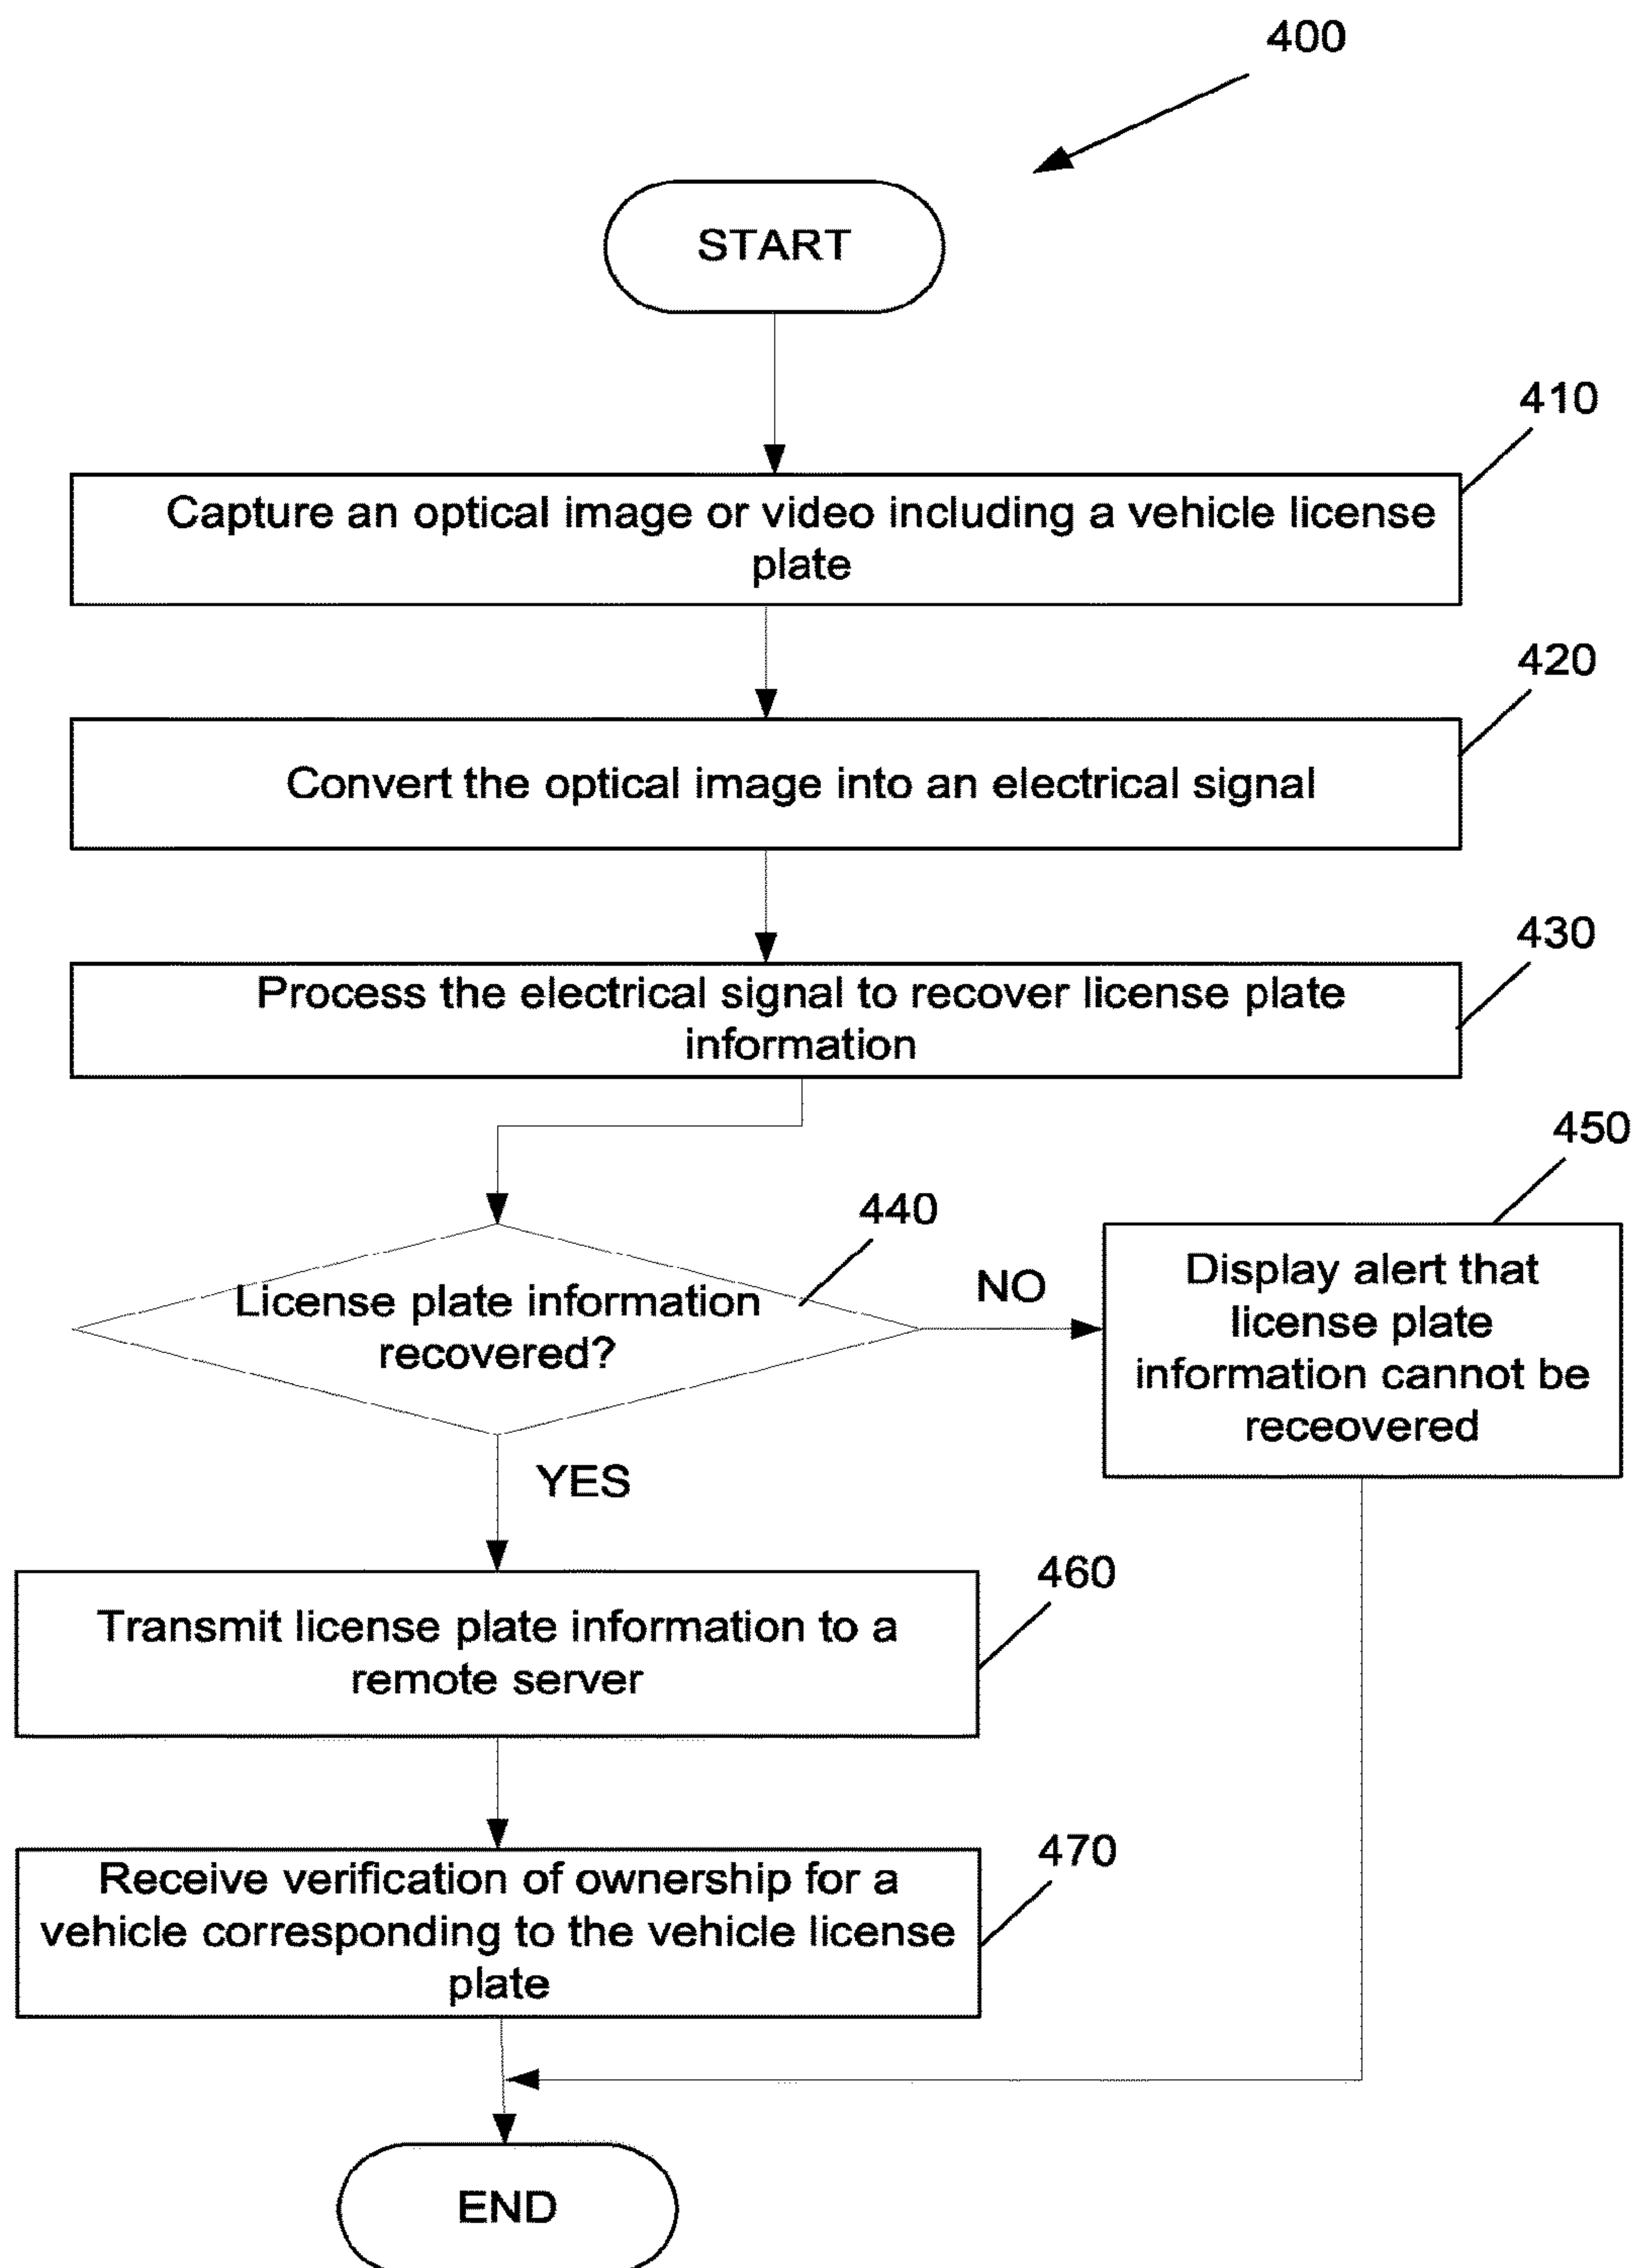 400
START
410
Capture an optical image or video including a vehicle license
plate
420
Convert the optical image into an electrical signal
430
Process the electrical signal to recover license plate
information
440
License plate information
recovered?
NO
450
Display alert that
license plate
information cannot be
receovered
YES
460
Transmit license plate information to a
remote server
470
Receive verification of ownership for a
vehicle corresponding to the vehicle license
plate
END